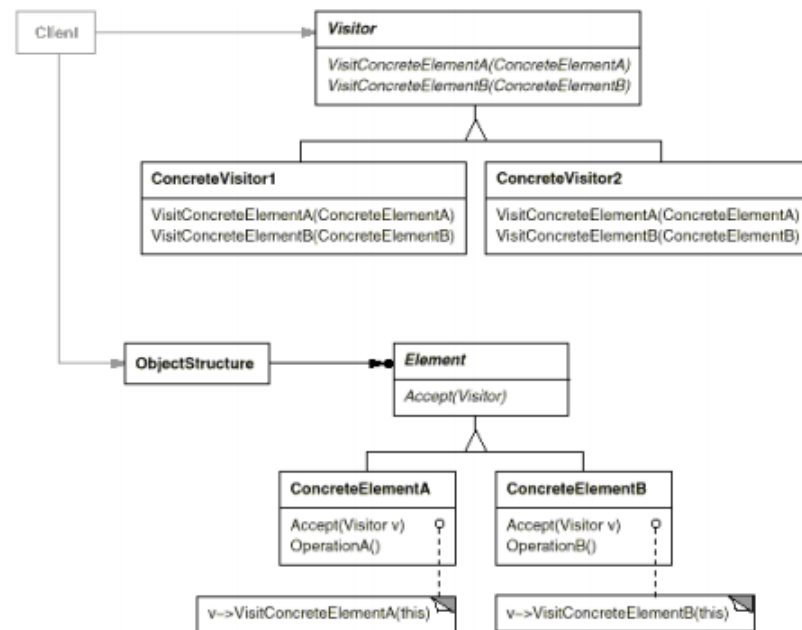 Client
Visitor
VisitConcreteElementA(ConcreteElementA)
VisitConcreteElementB(ConcreteElementB)
ConcreteVisitor1
VisitConcreteElementA(ConcreteElementA)
VisitConcreteElementB(ConcreteElementB)
ConcreteVisitor2
VisitConcreteElementA(ConcreteElementA)
VisitConcreteElementB(ConcreteElementB)
ObjectStructure
Element
Accept(Visitor)
ConcreteElementA
Accept(Visitor v)
OperationA()
ConcreteElementB
Accept(Visitor v)
OperationB()
v->VisitConcreteElementA(this)
v->VisitConcreteElementB(this)